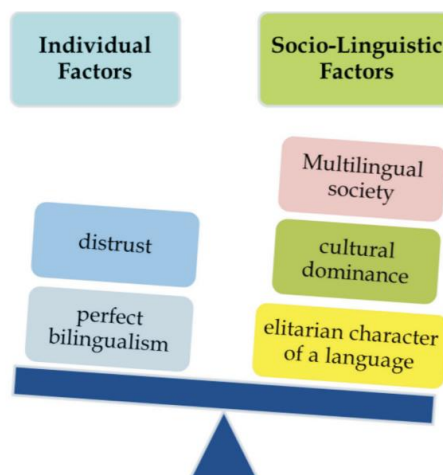 Individual
Factors
Socio-Linguistic
Factors
Multilingual
society
distrust
cultural
dominance
perfect
bilingualism
elitarian character
of a language